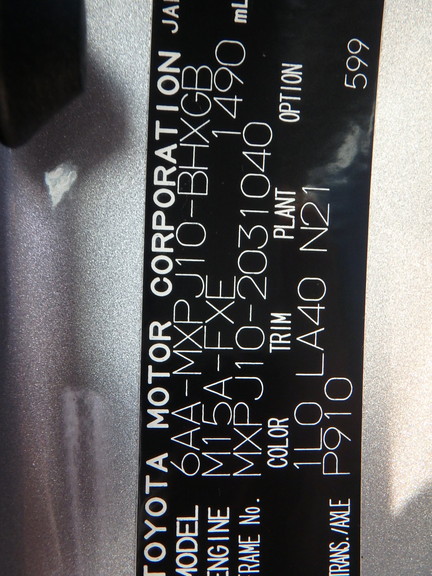 TOYOTA MOTOR CORPORATION JA
MODEL 6AA-MXPJ10-BHXGB
ENGINE M15A-FXE 1490 mL
FRAME No. MXPJ10-2031040
COLOR TRIM PLANT OPTION
1L0 LA40 N21
TRANS./AXLE P910 599